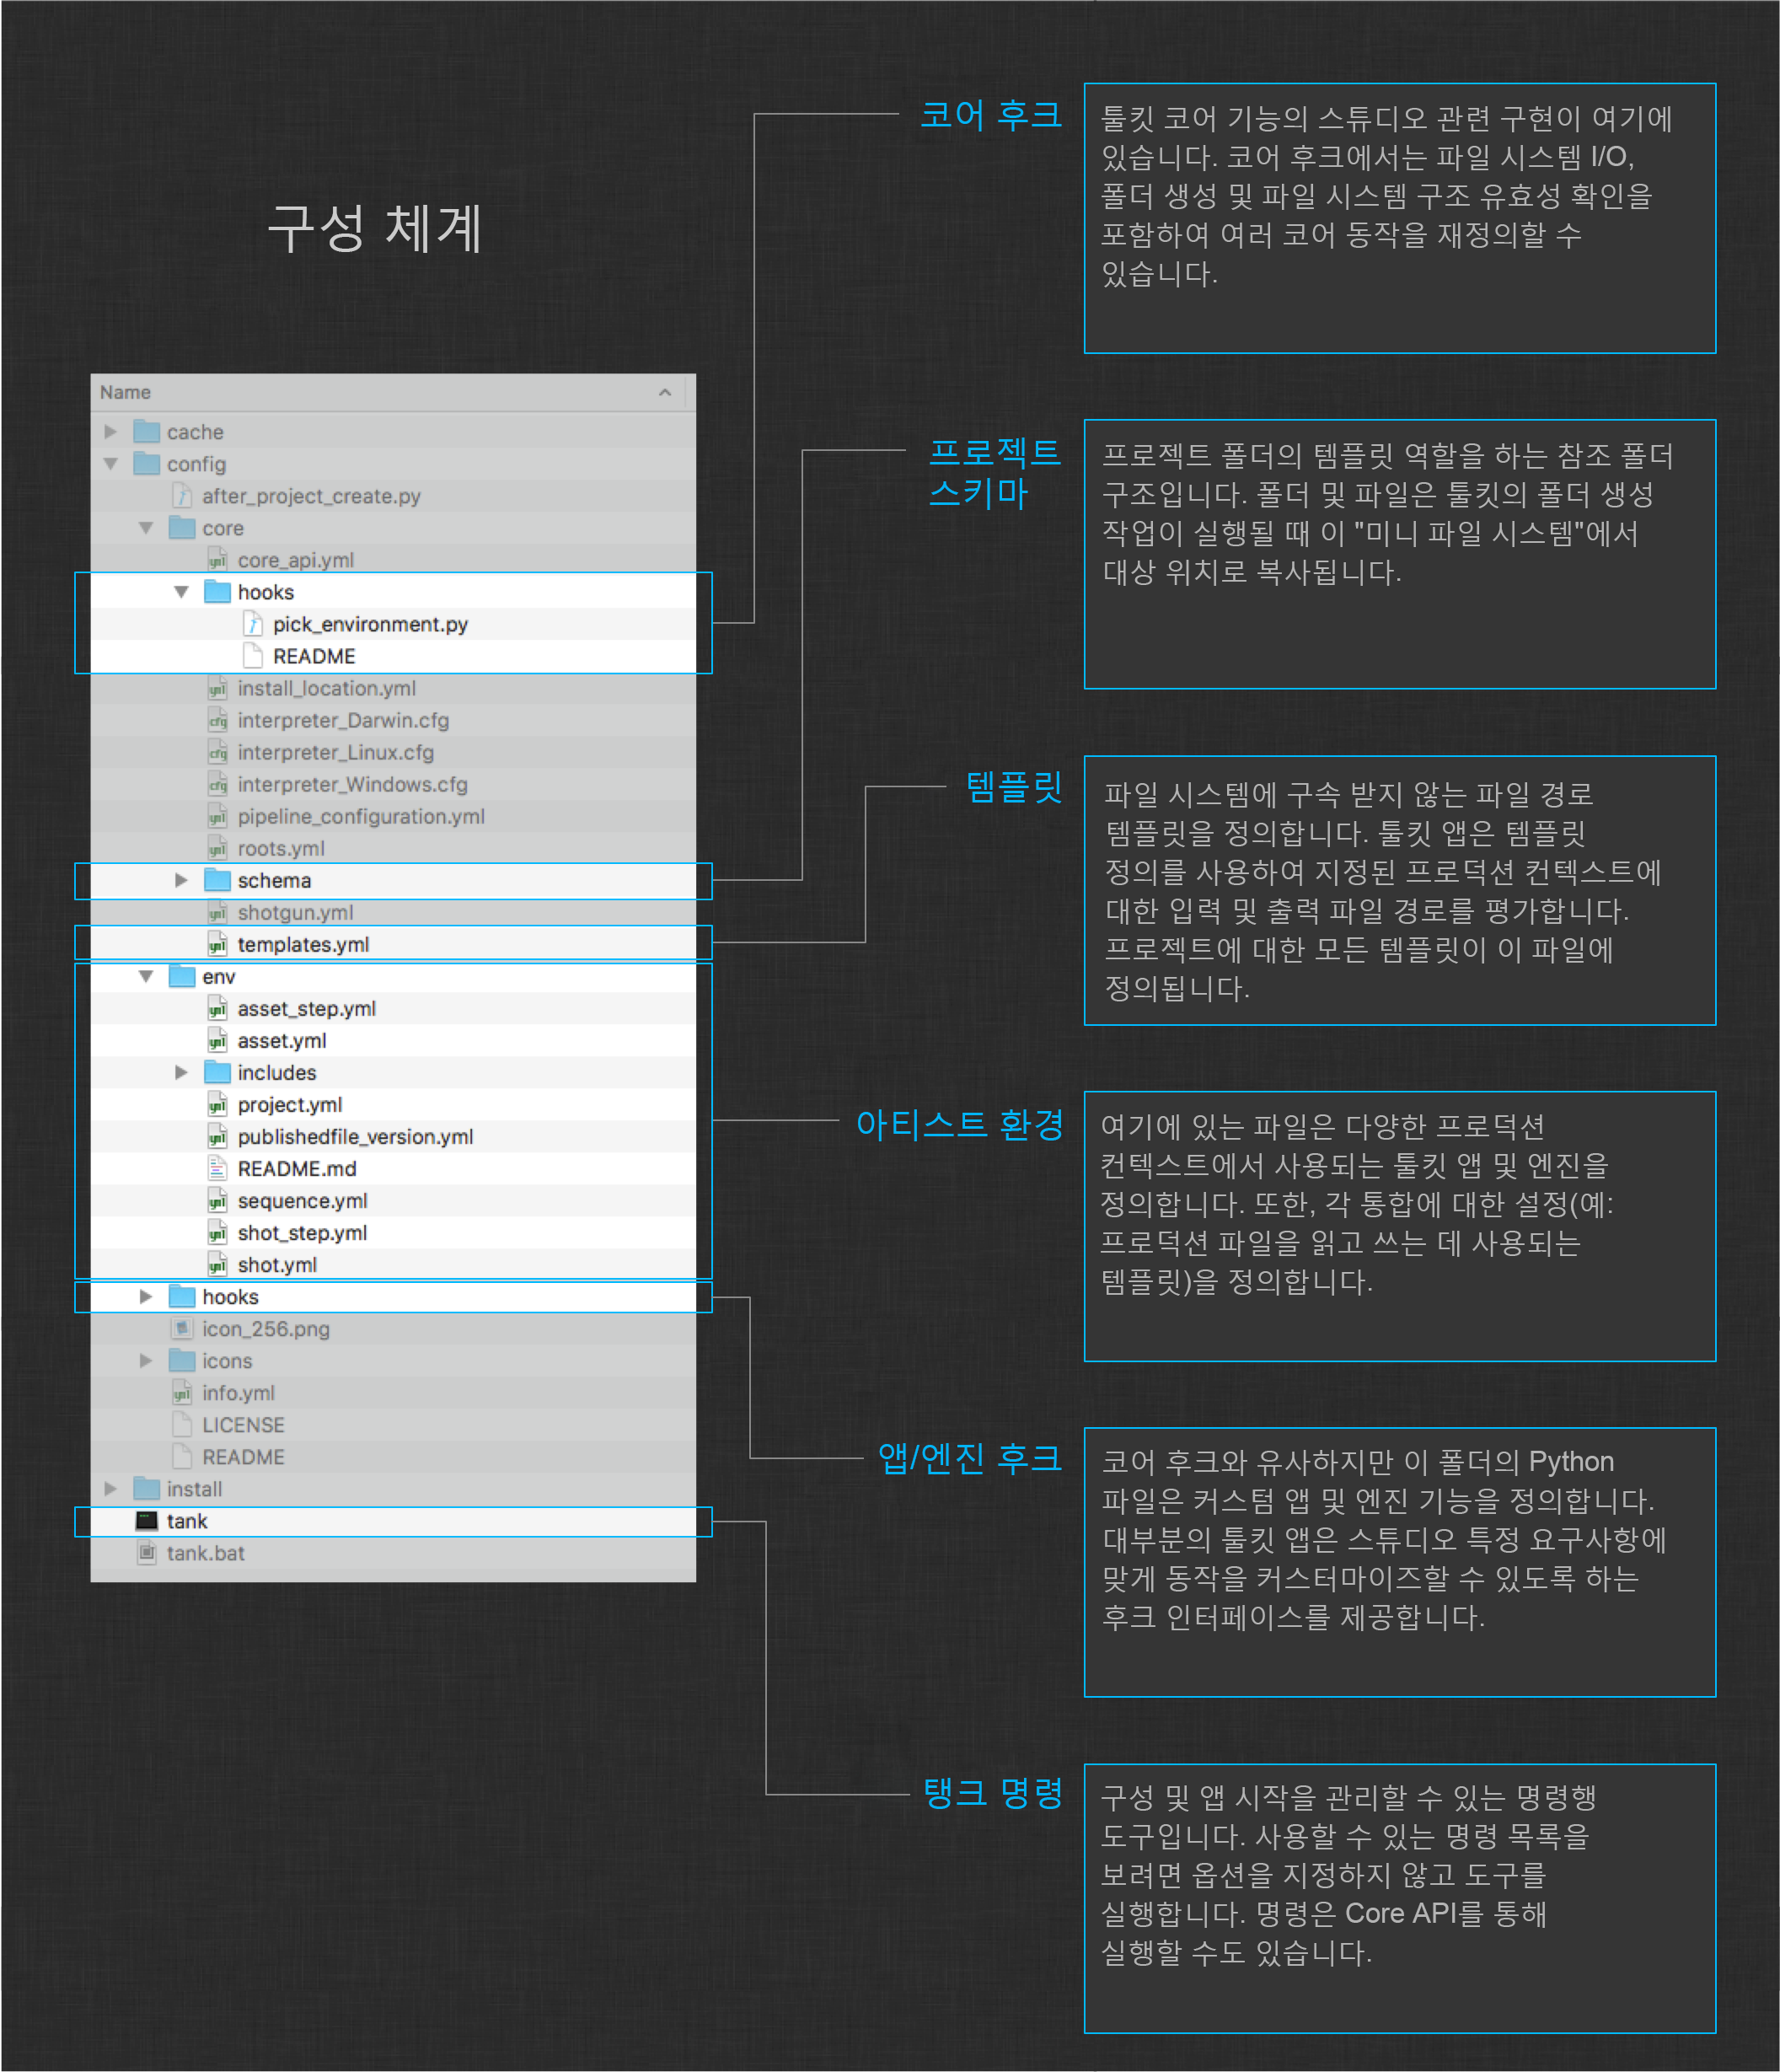 구성 체계
Name
cache
config
after_project_create.py
core
core_api.yml
hooks
pick_environment.py
README
install_location.yml
interpreter_Darwin.cfg
interpreter_Linux.cfg
interpreter_Windows.cfg
pipeline_configuration.yml
roots.yml
schema
shotgun.yml
templates.yml
env
asset_step.yml
asset.yml
includes
project.yml
publishedfile_version.yml
README.md
sequence.yml
shot_step.yml
shot.yml
hooks
icon_256.png
icons
info.yml
LICENSE
README
install
tank
tank.bat
코어 후크
툴킷 코어 기능의 스튜디오 관련 구현이 여기에
있습니다. 코어 후크에서는 파일 시스템 I/O,
폴더 생성 및 파일 시스템 구조 유효성 확인을
포함하여 여러 코어 동작을 재정의할 수
있습니다.
프로젝트
스키마
프로젝트 폴더의 템플릿 역할을 하는 참조 폴더
구조입니다. 폴더 및 파일은 툴킷의 폴더 생성
작업이 실행될 때 이 "미니 파일 시스템"에서
대상 위치로 복사됩니다.
템플릿
파일 시스템에 구속 받지 않는 파일 경로
템플릿을 정의합니다. 툴킷 앱은 템플릿
정의를 사용하여 지정된 프로덕션 컨텍스트에
대한 입력 및 출력 파일 경로를 평가합니다.
프로젝트에 대한 모든 템플릿이 이 파일에
정의됩니다.
아티스트 환경
여기에 있는 파일은 다양한 프로덕션
컨텍스트에서 사용되는 툴킷 앱 및 엔진을
정의합니다. 또한, 각 통합에 대한 설정(예:
프로덕션 파일을 읽고 쓰는 데 사용되는
템플릿)을 정의합니다.
앱/엔진 후크
코어 후크와 유사하지만 이 폴더의 Python
파일은 커스텀 앱 및 엔진 기능을 정의합니다.
대부분의 툴킷 앱은 스튜디오 특정 요구사항에
맞게 동작을 커스터마이즈할 수 있도록 하는
후크 인터페이스를 제공합니다.
탱크 명령
구성 및 앱 시작을 관리할 수 있는 명령행
도구입니다. 사용할 수 있는 명령 목록을
보려면 옵션을 지정하지 않고 도구를
실행합니다. 명령은 Core API를 통해
실행할 수도 있습니다.